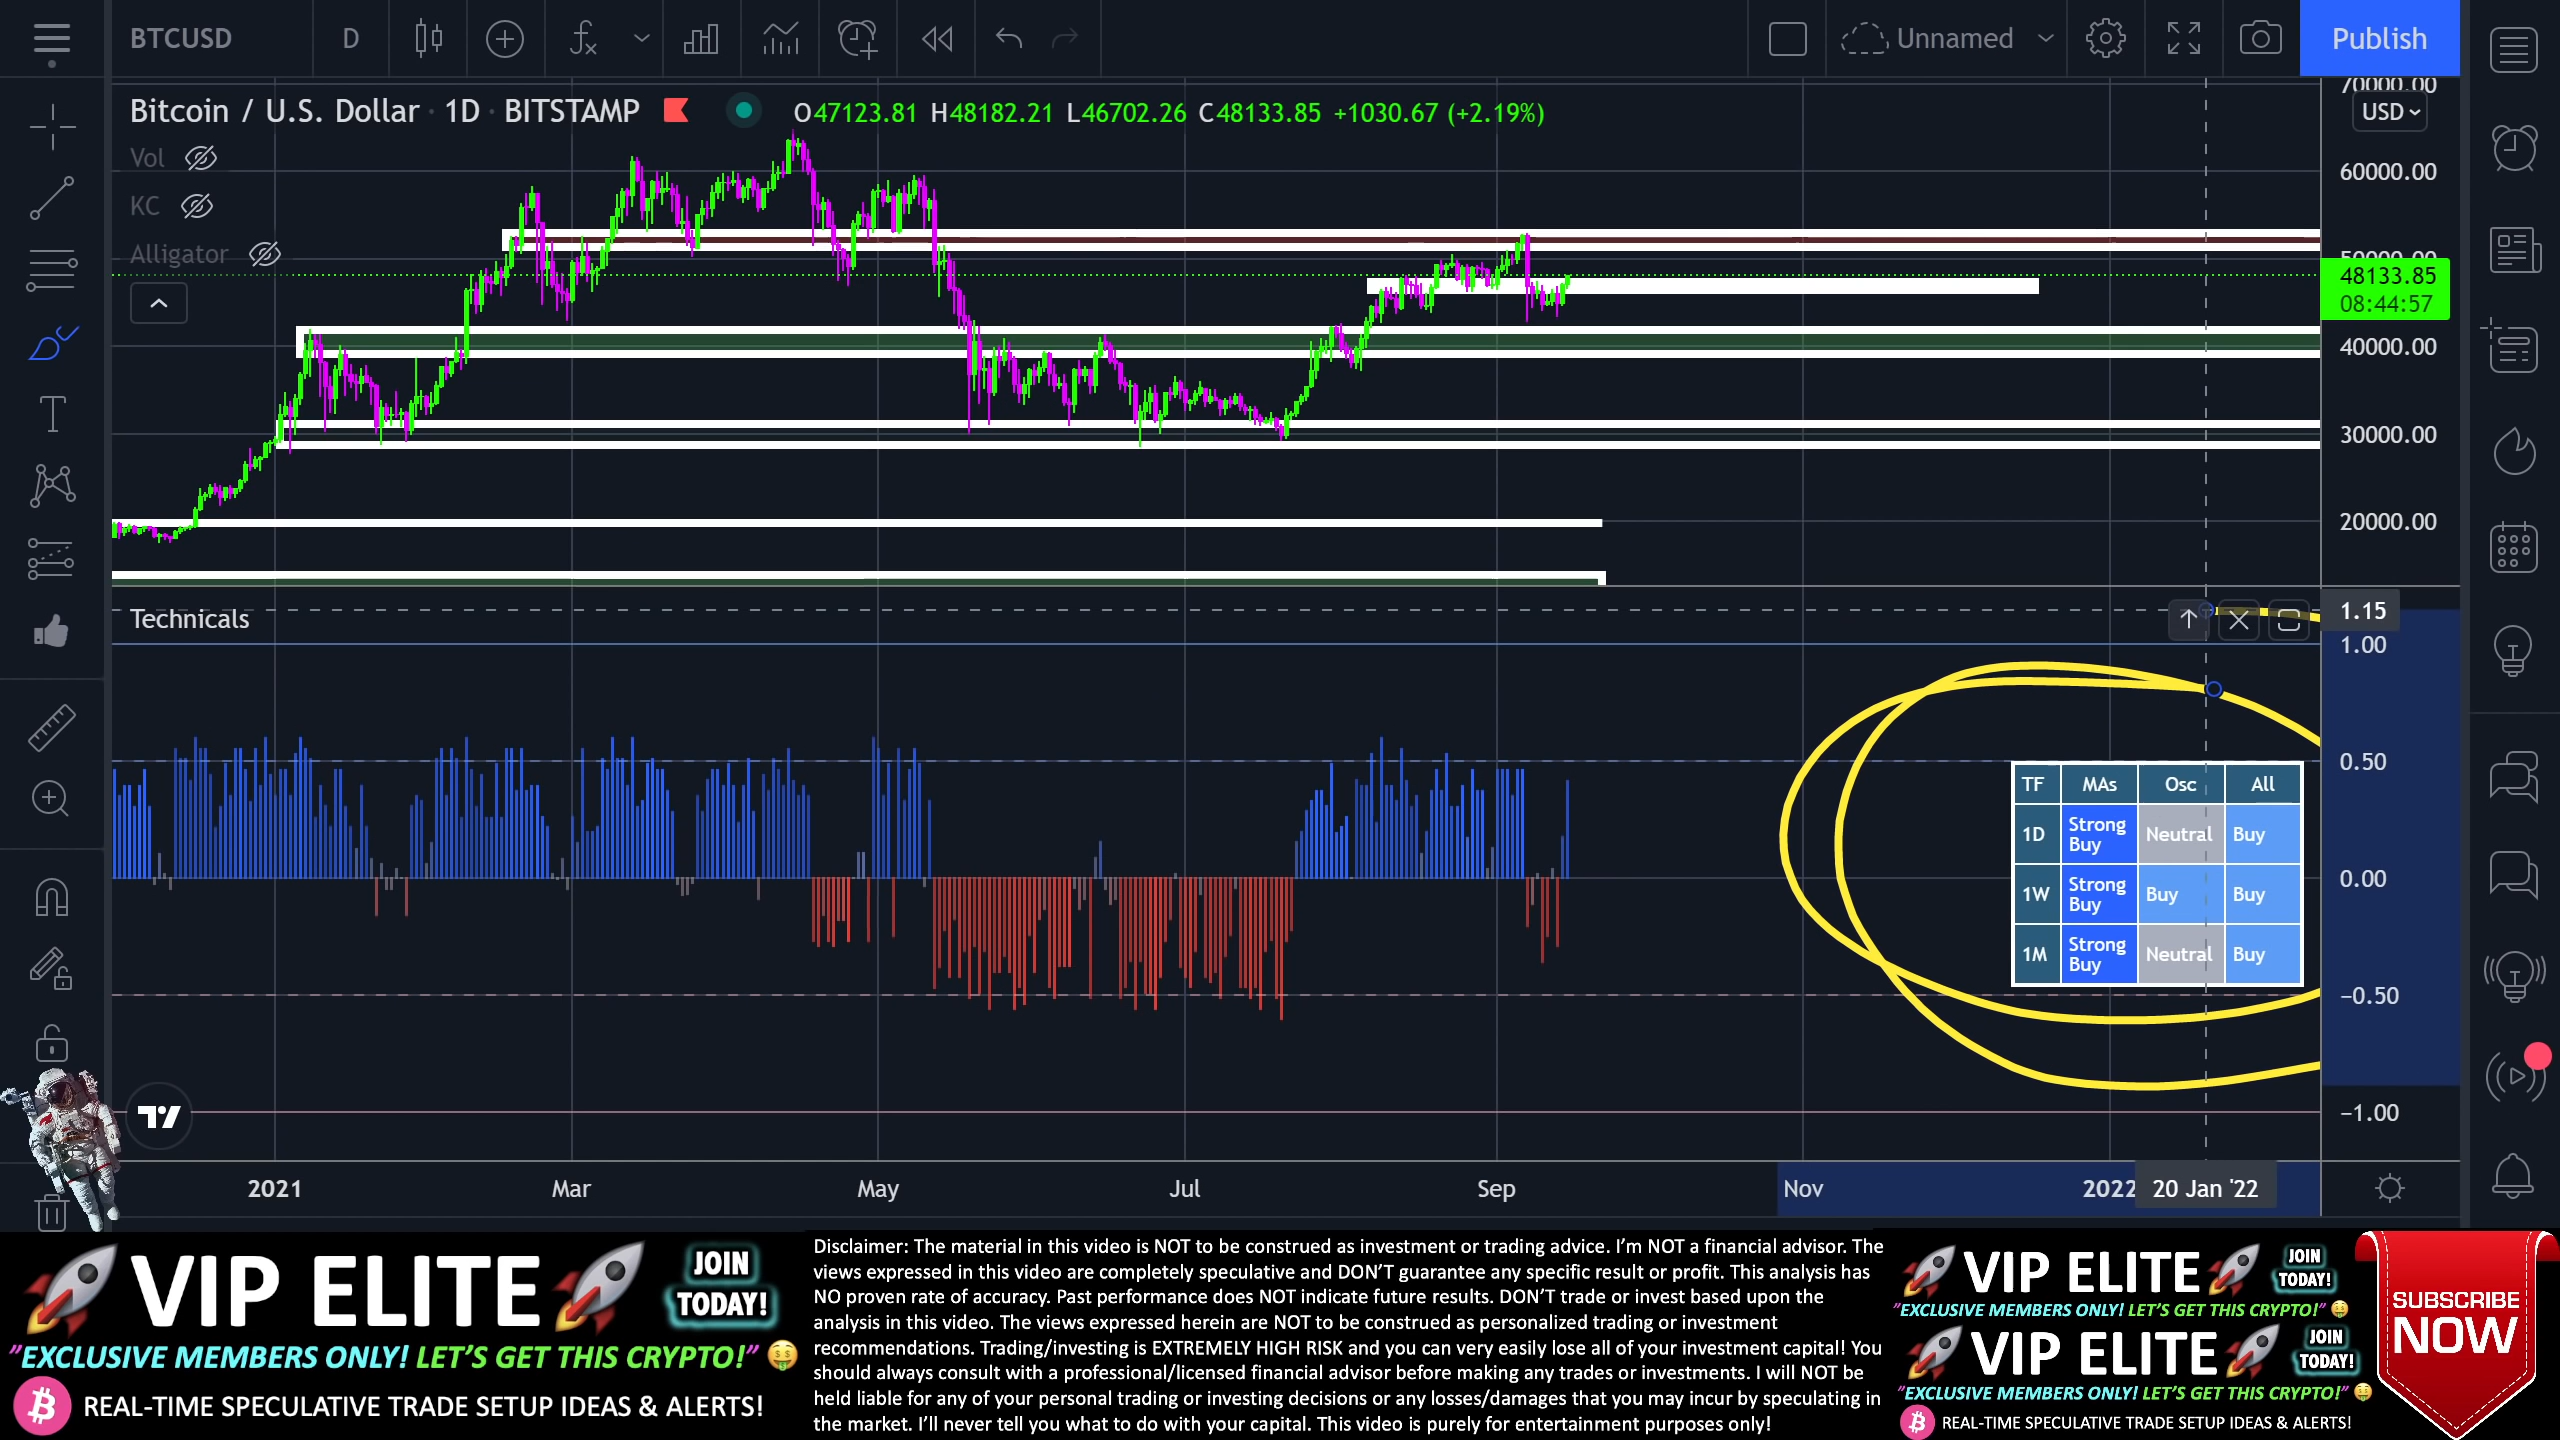 BTCUSD D Unnamed Publish
Bitcoin / U.S. Dollar · 1D · BITSTAMP O47123.81 H48182.21 L46702.26 C48133.85 +1030.67 (+2.19%)
Vol
KC
Alligator
70000.00
USD
60000.00
50000.00
48133.85
08:44:57
40000.00
30000.00
20000.00
Technicals
1.15
1.00
0.50
0.00
−0.50
−1.00
TF MAs Osc All
1D Strong Buy Neutral Buy
1W Strong Buy Buy Buy
1M Strong Buy Neutral Buy
2021 Mar May Jul Sep Nov 2022 20 Jan '22
VIP ELITE JOIN TODAY!
"EXCLUSIVE MEMBERS ONLY! LET'S GET THIS CRYPTO!"
REAL-TIME SPECULATIVE TRADE SETUP IDEAS & ALERTS!
Disclaimer: The material in this video is NOT to be construed as investment or trading advice. I'm NOT a financial advisor. The
views expressed in this video are completely speculative and DON'T guarantee any specific result or profit. This analysis has
NO proven rate of accuracy. Past performance does NOT indicate future results. DON'T trade or invest based upon the
analysis in this video. The views expressed herein are NOT to be construed as personalized trading or investment
recommendations. Trading/investing is EXTREMELY HIGH RISK and you can very easily lose all of your investment capital! You
should always consult with a professional/licensed financial advisor before making any trades or investments. I will NOT be
held liable for any of your personal trading or investing decisions or any losses/damages that you may incur by speculating in
the market. I'll never tell you what to do with your capital. This video is purely for entertainment purposes only!
VIP ELITE JOIN TODAY!
"EXCLUSIVE MEMBERS ONLY! LET'S GET THIS CRYPTO!"
VIP ELITE JOIN TODAY!
"EXCLUSIVE MEMBERS ONLY! LET'S GET THIS CRYPTO!"
REAL-TIME SPECULATIVE TRADE SETUP IDEAS & ALERTS!
SUBSCRIBE
NOW